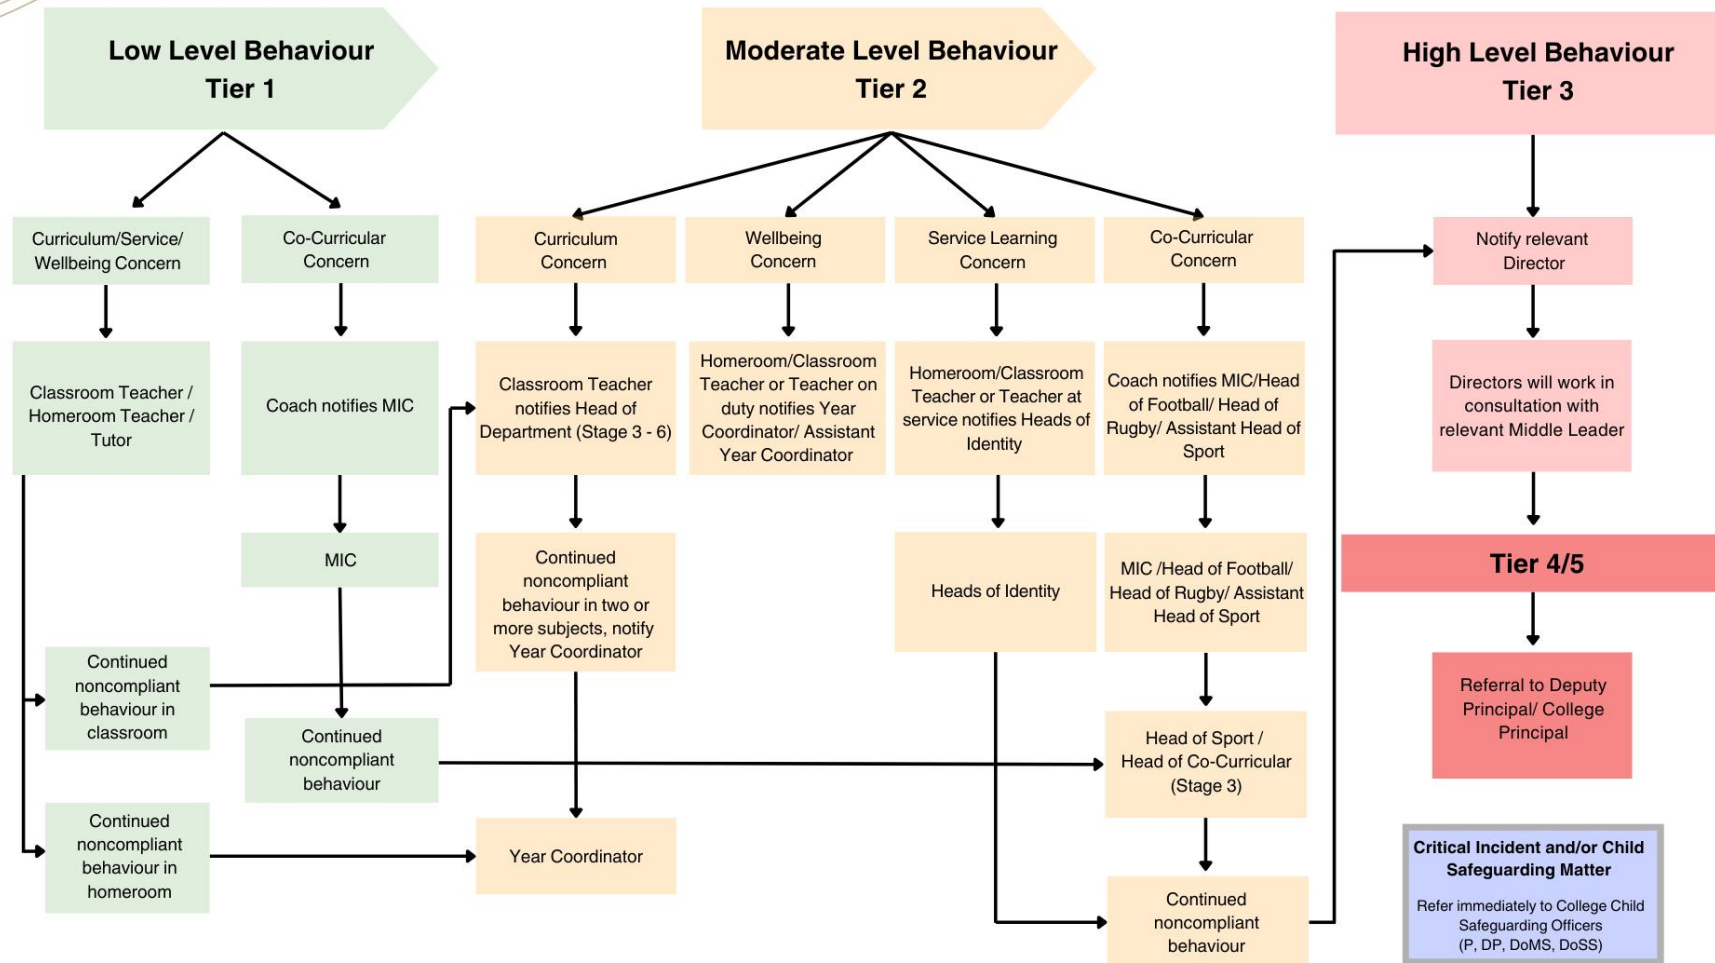 Low Level Behaviour
Tier 1
Moderate Level Behaviour
Tier 2
High Level Behaviour
Tier 3
Curriculum/Service/
Wellbeing Concern
Co-Curricular
Concern
Curriculum
Concern
Wellbeing
Concern
Service Learning
Concern
Co-Curricular
Concern
Notify relevant
Director
Classroom Teacher /
Homeroom Teacher /
Tutor
Coach notifies MIC
Classroom Teacher
notifies Head of
Department (Stage 3 - 6)
Homeroom/Classroom
Teacher or Teacher on
duty notifies Year
Coordinator/ Assistant
Year Coordinator
Homeroom/Classroom
Teacher or Teacher at
service notifies Heads of
Identity
Coach notifies MIC/Head
of Football/ Head of
Rugby/ Assistant Head of
Sport
Directors will work in
consultation with
relevant Middle Leader
MIC
Continued
noncompliant
behaviour in two or
more subjects, notify
Year Coordinator
Heads of Identity
MIC /Head of Football/
Head of Rugby/ Assistant
Head of Sport
Tier 4/5
Continued
noncompliant
behaviour in
classroom
Continued
noncompliant
behaviour
Head of Sport /
Head of Co-Curricular
(Stage 3)
Referral to Deputy
Principal/ College
Principal
Continued
noncompliant
behaviour in
homeroom
Year Coordinator
Continued
noncompliant
behaviour
Critical Incident and/or Child
Safeguarding Matter
Refer immediately to College Child
Safeguarding Officers
(P, DP, DoMS, DoSS)